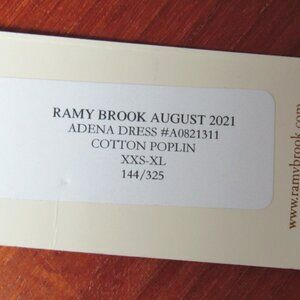 RAMY BROOK AUGUST 2021
ADENA DRESS #A0821311
COTTON POPLIN
XXS-XL
144/325
www.ramybrook.com